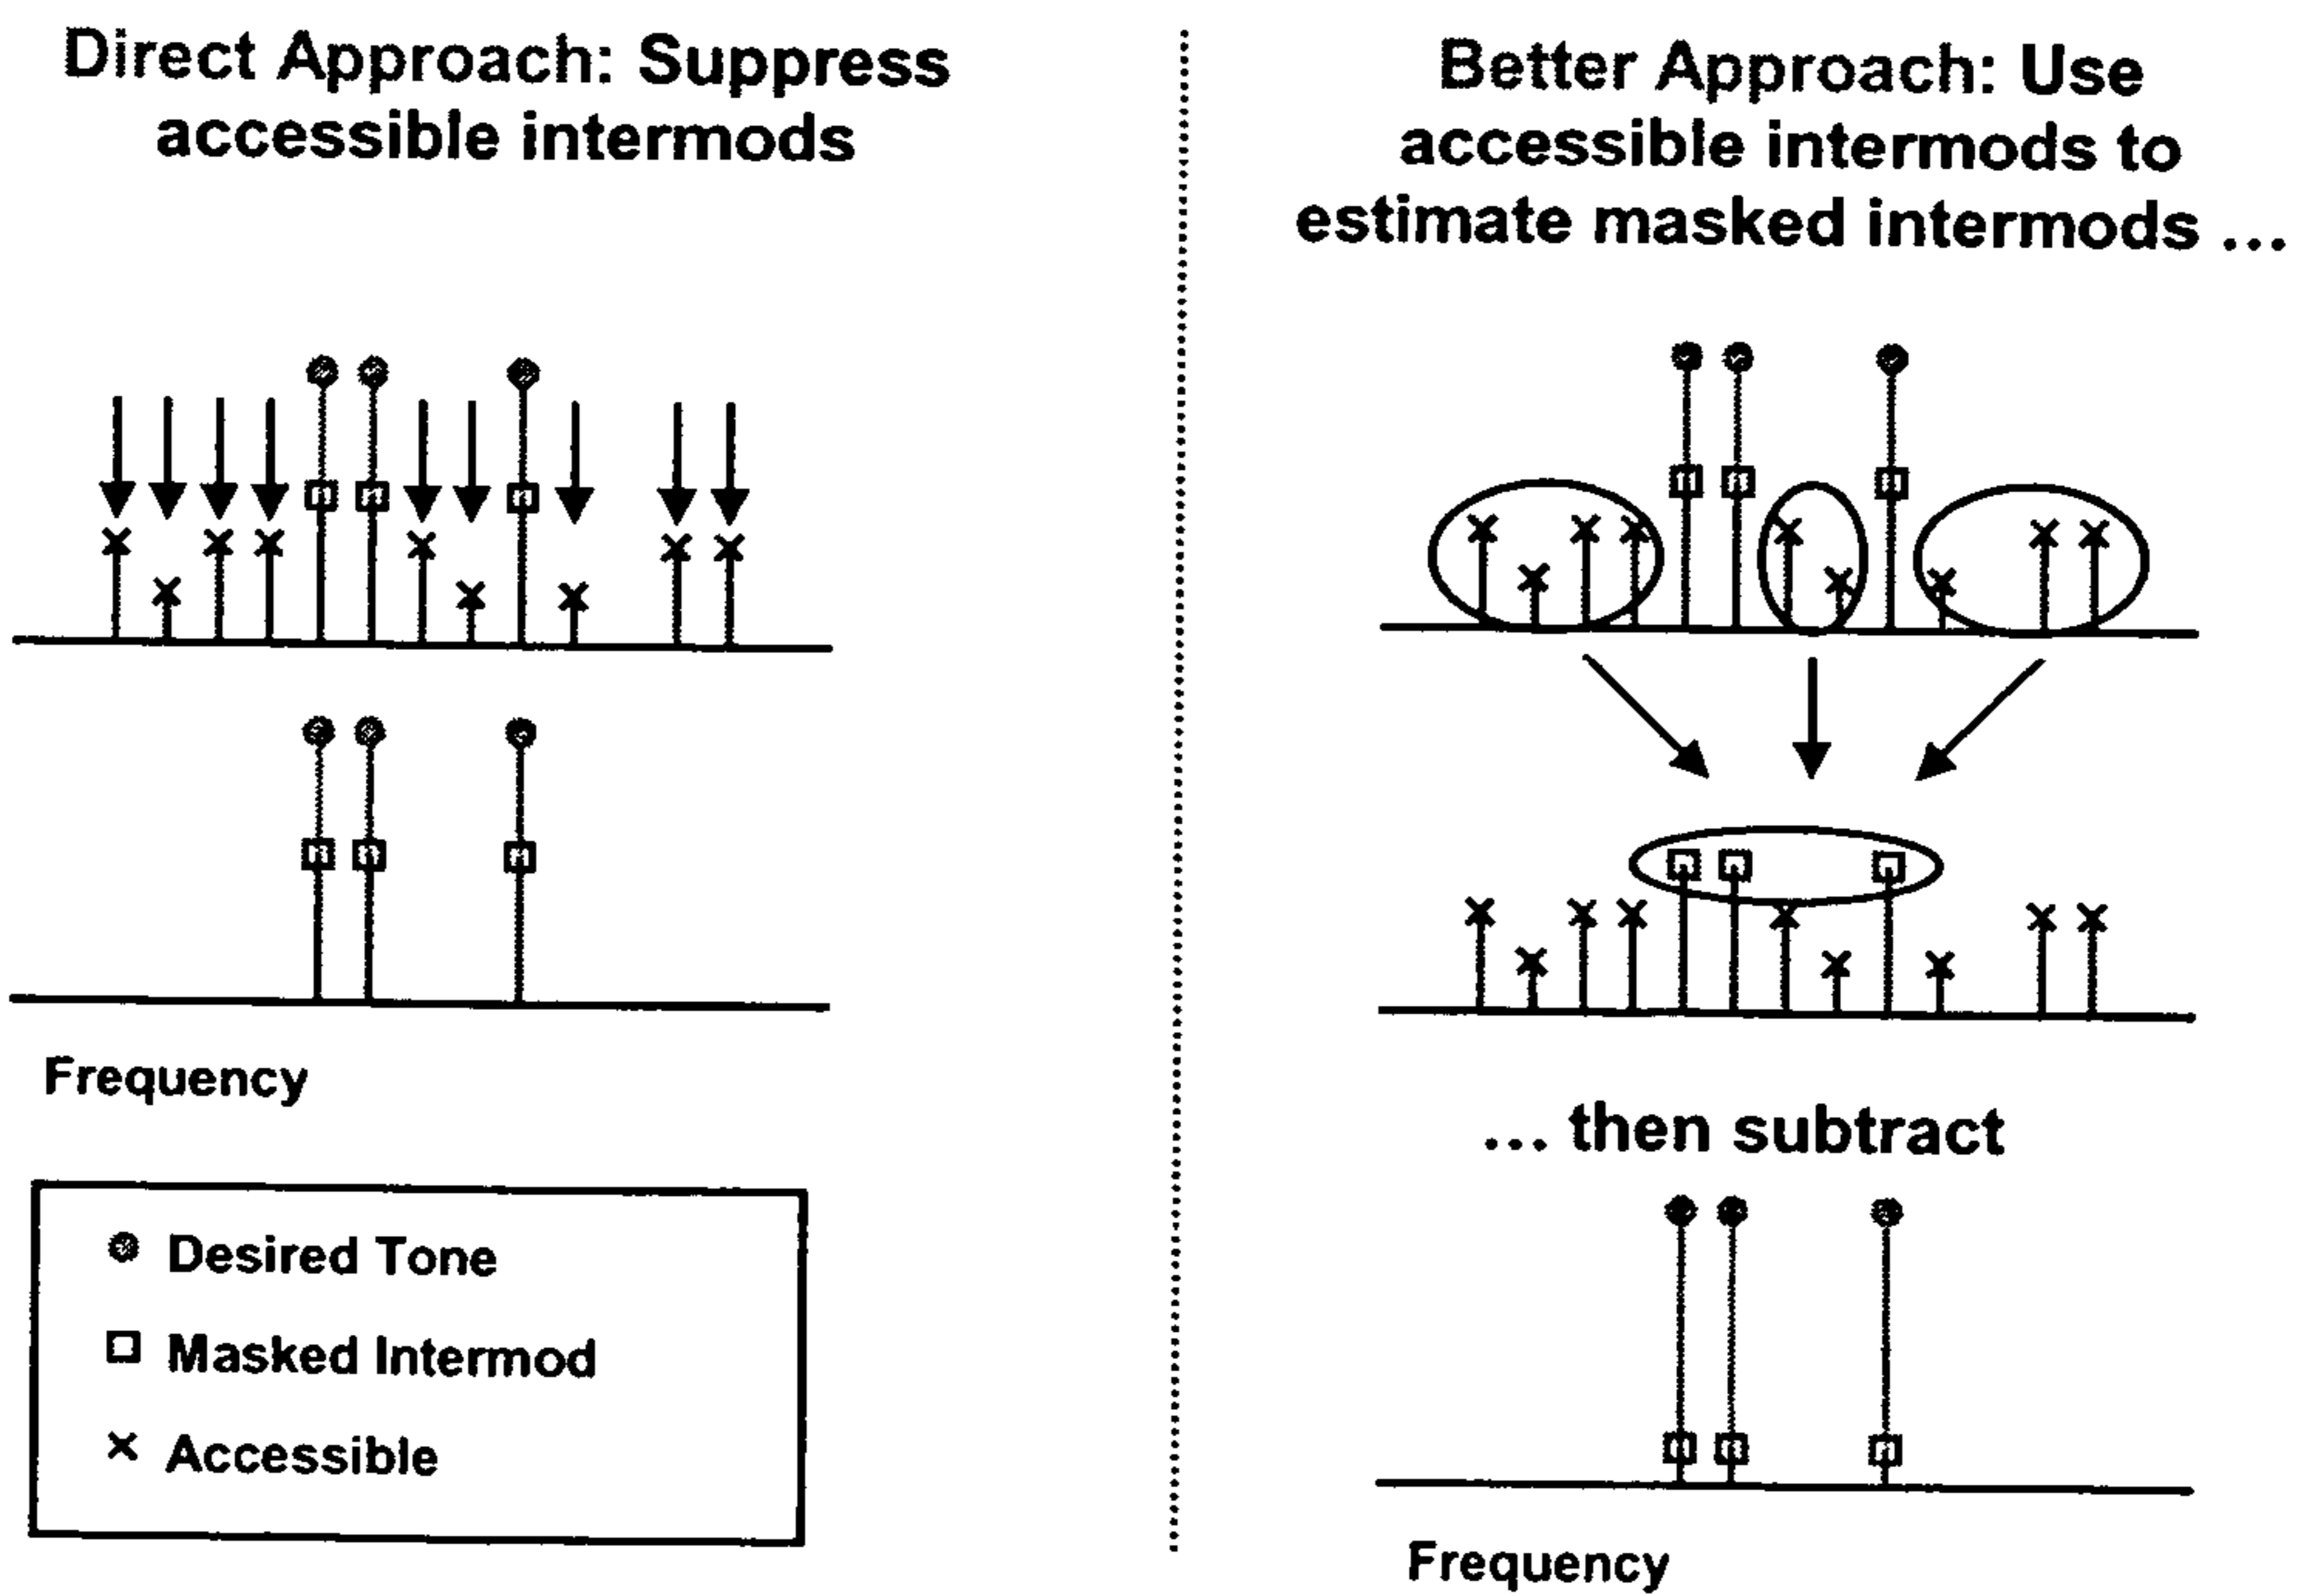 Direct Approach: Suppress
accessible intermods
Frequency
Desired Tone
Masked Intermod
Accessible
Better Approach: Use
accessible intermods to
estimate masked intermods ...
... then subtract
Frequency